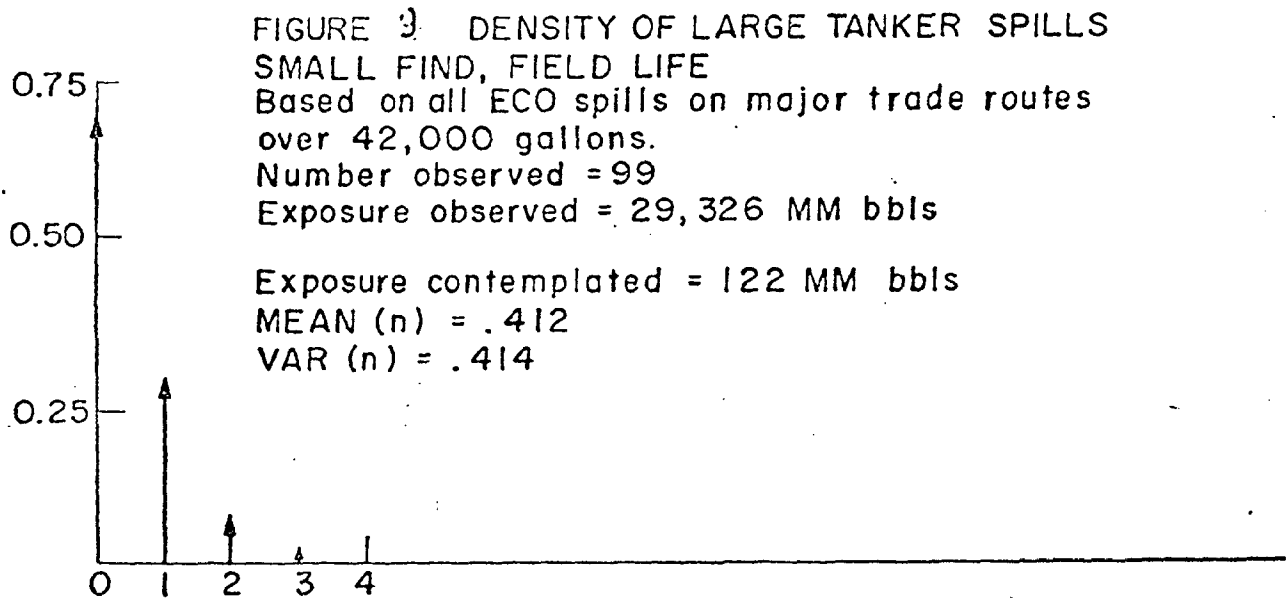 FIGURE 9 DENSITY OF LARGE TANKER SPILLS
SMALL FIND, FIELD LIFE
Based on all ECO spills on major trade routes
over 42,000 gallons.
Number observed = 99
Exposure observed = 29,326 MM bbls
Exposure contemplated = 122 MM bbls
MEAN (n) = .412
VAR (n) = .414
0.75
0.50
0.25
0 1 2 3 4